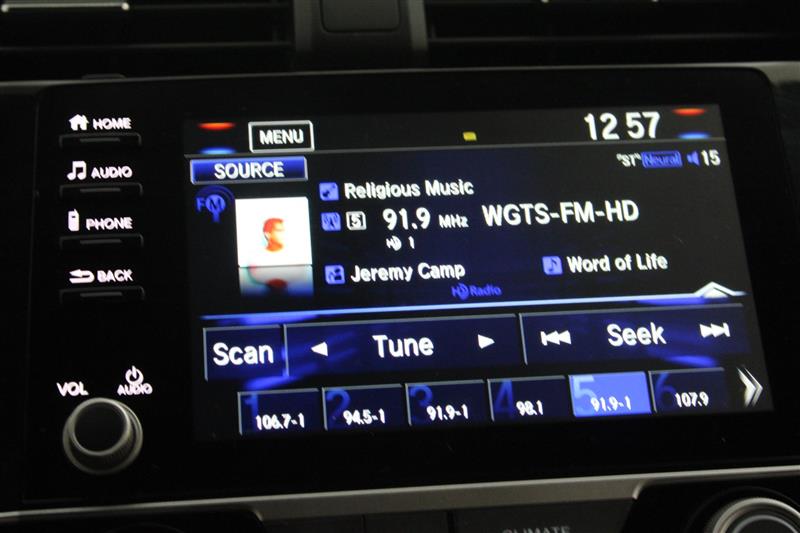 HOME
MENU
12 57
AUDIO
SOURCE
"ST" Neural 15
FM
Religious Music
PHONE
5 91.9 MHz WGTS-FM-HD
HD 1
BACK
Jeremy Camp Word of Life
HD Radio
Scan Tune Seek
VOL AUDIO
1 106.7-1 2 94.5-1 3 91.9-1 4 98.1 5 91.9-1 6 107.9
CLIMATE